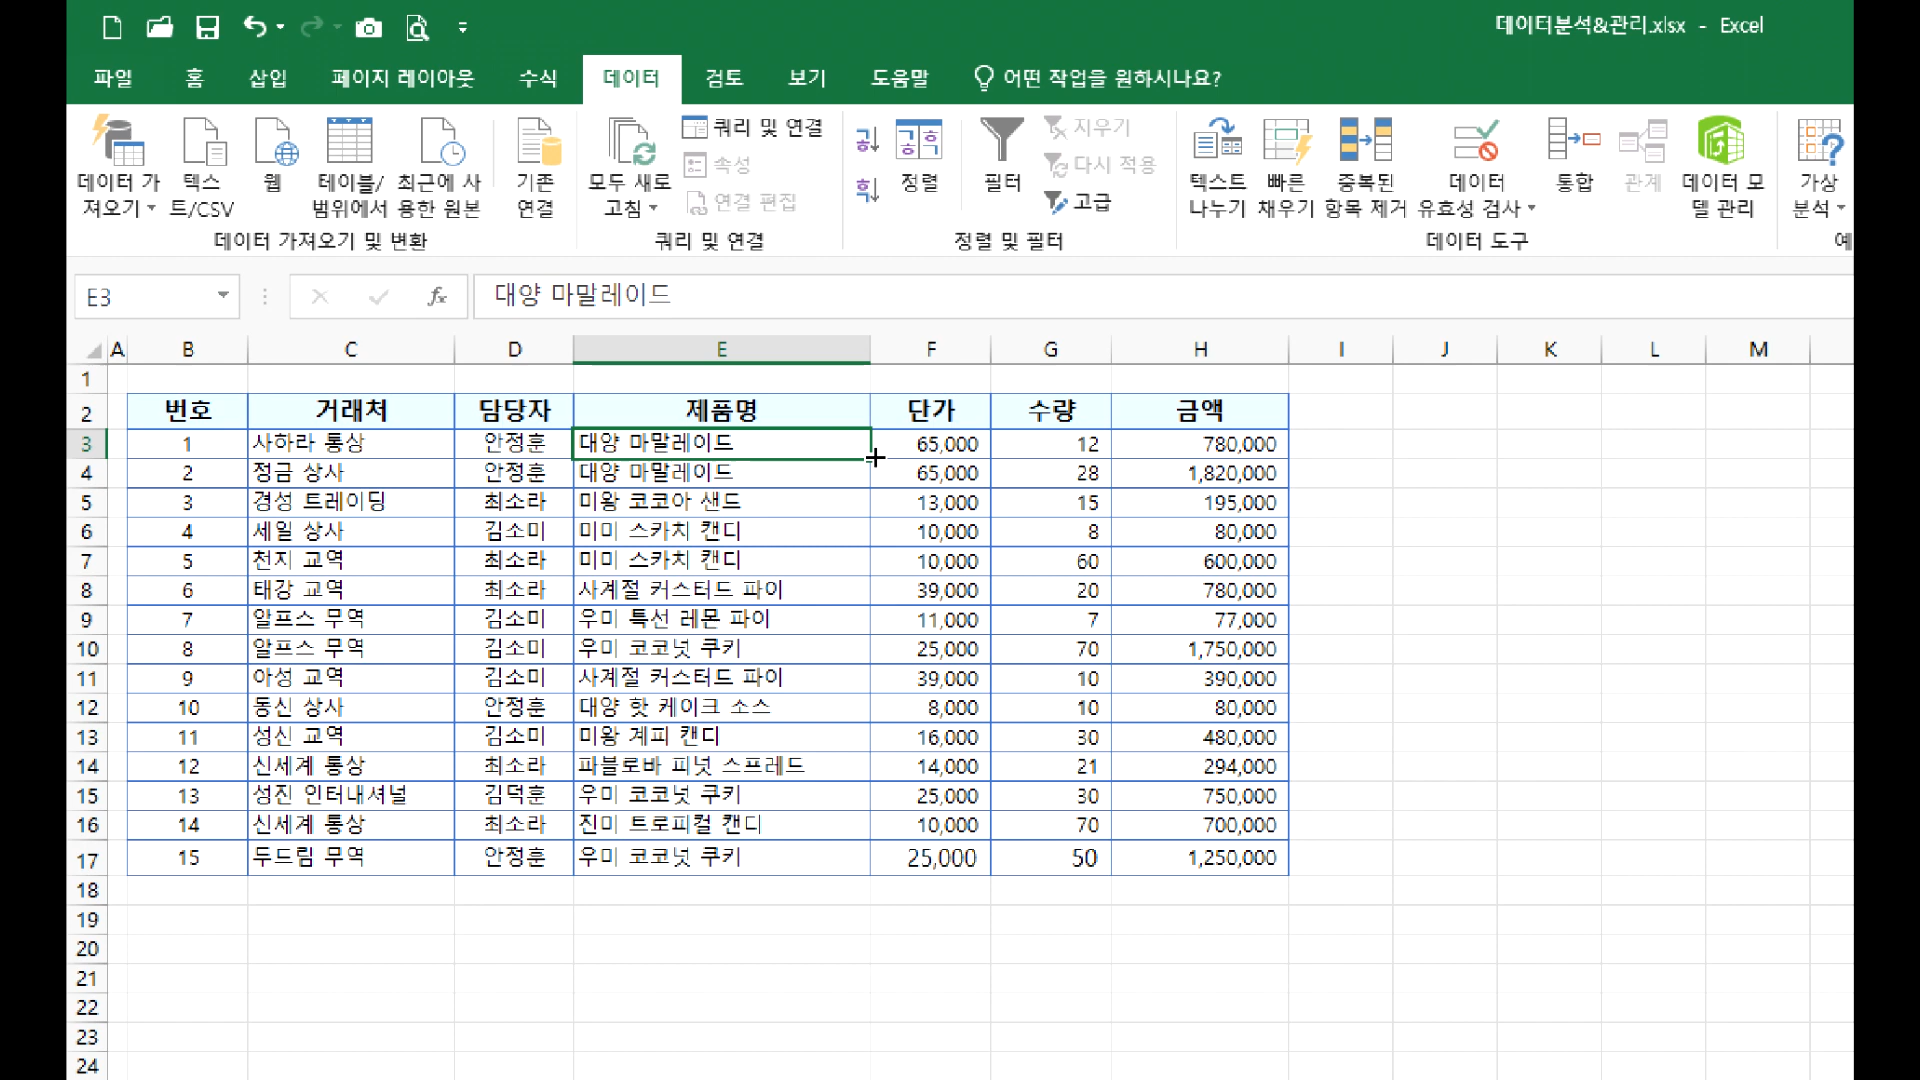 데이터분석&관리.xlsx - Excel
파일 홈 삽입 페이지 레이아웃 수식 데이터 검토 보기 도움말 어떤 작업을 원하시나요?
데이터 가져오기 텍스트/CSV 웹 테이블/범위에서 최근에 사용한 원본 기존 연결 모두 새로 고침 쿼리 및 연결 속성 연결 편집 정렬 필터 지우기 다시 적용 고급 텍스트 나누기 빠른 채우기 중복된 항목 제거 데이터 유효성 검사 통합 관계 데이터 모델 관리 가상 분석
데이터 가져오기 및 변환 쿼리 및 연결 정렬 및 필터 데이터 도구 예
E3 fx 대양 마말레이드
A B C D E F G H I J K L M
1
2 번호 거래처 담당자 제품명 단가 수량 금액
3 1 사하라 통상 안정훈 대양 마말레이드 65,000 12 780,000
4 2 정금 상사 안정훈 대양 마말레이드 65,000 28 1,820,000
5 3 경성 트레이딩 최소라 미왕 코코아 샌드 13,000 15 195,000
6 4 세일 상사 김소미 미미 스카치 캔디 10,000 8 80,000
7 5 천지 교역 최소라 미미 스카치 캔디 10,000 60 600,000
8 6 태강 교역 최소라 사계절 커스터드 파이 39,000 20 780,000
9 7 알프스 무역 김소미 우미 특선 레몬 파이 11,000 7 77,000
10 8 알프스 무역 김소미 우미 코코넛 쿠키 25,000 70 1,750,000
11 9 아성 교역 김소미 사계절 커스터드 파이 39,000 10 390,000
12 10 동신 상사 안정훈 대양 핫 케이크 소스 8,000 10 80,000
13 11 성신 교역 김소미 미왕 계피 캔디 16,000 30 480,000
14 12 신세계 통상 최소라 파블로바 피넛 스프레드 14,000 21 294,000
15 13 성진 인터내셔널 김덕훈 우미 코코넛 쿠키 25,000 30 750,000
16 14 신세계 통상 최소라 진미 트로피컬 캔디 10,000 70 700,000
17 15 두드림 무역 안정훈 우미 코코넛 쿠키 25,000 50 1,250,000
18
19
20
21
22
23
24